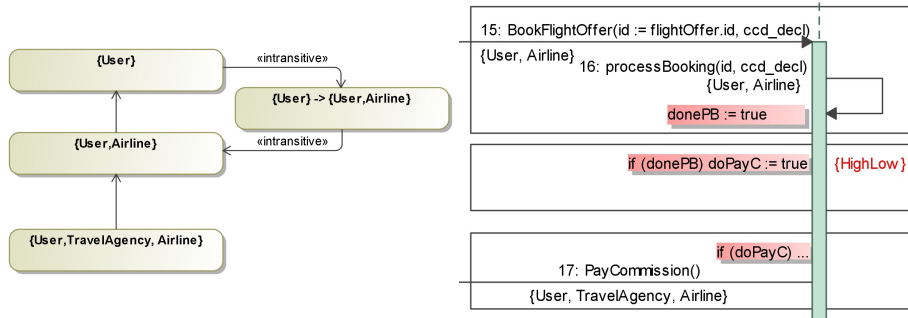 {User}
«intransitive»
{User} -> {User,Airline}
«intransitive»
{User,Airline}
{User,TravelAgency, Airline}
15: BookFlightOffer(id := flightOffer.id, ccd_decl)
{User, Airline}
16: processBooking(id, ccd_decl)
{User, Airline}
donePB := true
if (donePB) doPayC := true
{HighLow}
if (doPayC) ...
17: PayCommission()
{User, TravelAgency, Airline}